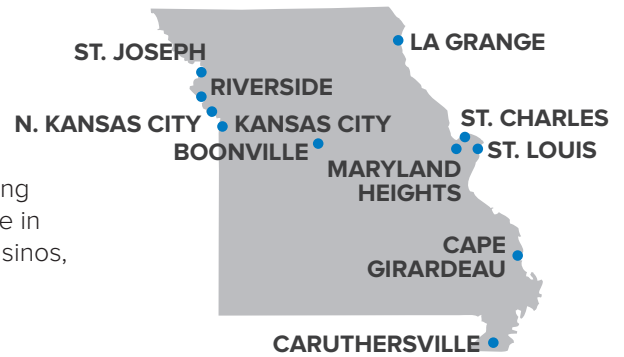 LA GRANGE
ST. JOSEPH
RIVERSIDE
N. KANSAS CITY
KANSAS CITY
ST. CHARLES
BOONVILLE
ST. LOUIS
MARYLAND
HEIGHTS
ng
e in
sinos,
CAPE
GIRARDEAU
CARUTHERSVILLE